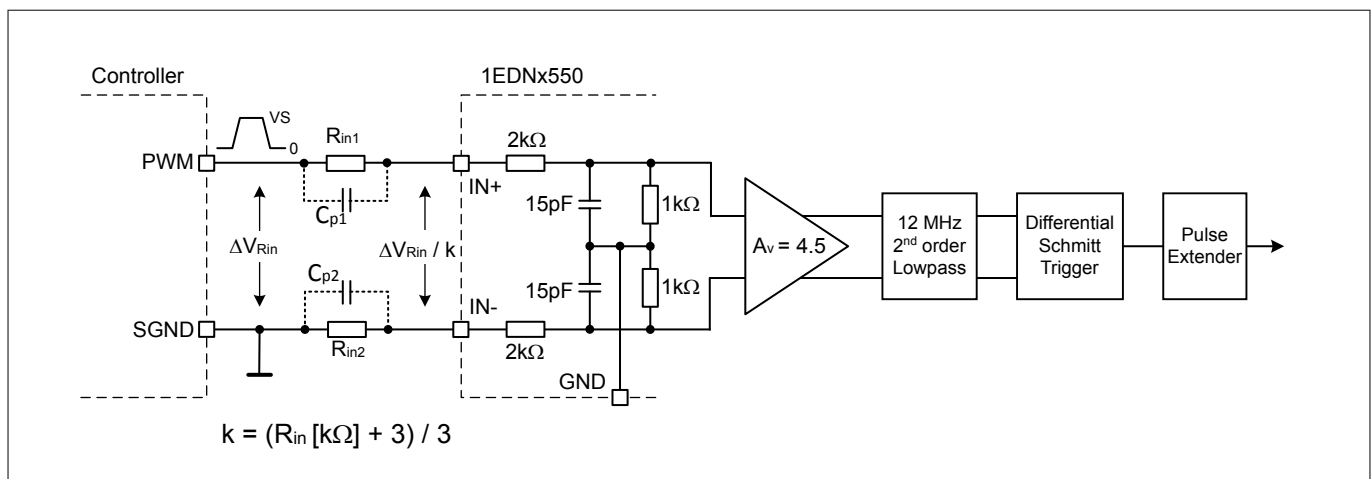 Controller
1EDNx550
VS
0
Rin1
2kΩ
PWM
IN+
Cp1
15pF
1kΩ
ΔVRin
ΔVRin / k
Av = 4.5
12 MHz
2nd order
Lowpass
Differential
Schmitt
Trigger
Pulse
Extender
Cp2
15pF
1kΩ
IN-
SGND
Rin2
2kΩ
GND
k = (Rin [kΩ] + 3) / 3